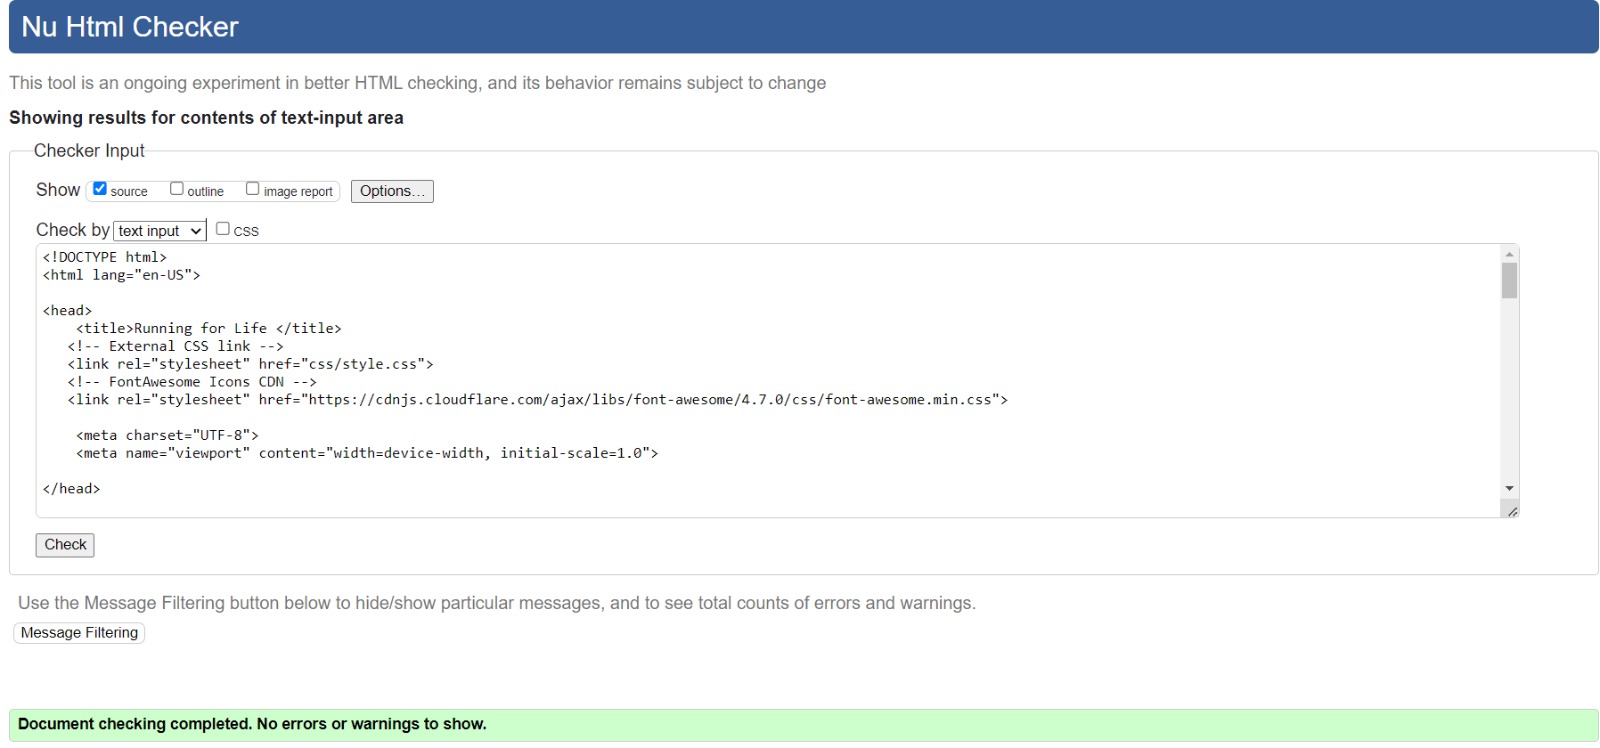 Nu Html Checker
This tool is an ongoing experiment in better HTML checking, and its behavior remains subject to change
Showing results for contents of text-input area
Checker Input
Show source outline image report Options...
Check by text input css
<!DOCTYPE html>
<html lang="en-US">
<head>
<title>Running for Life </title>
<!-- External CSS link -->
<link rel="stylesheet" href="css/style.css">
<!-- FontAwesome Icons CDN -->
<link rel="stylesheet" href="https://cdnjs.cloudflare.com/ajax/libs/font-awesome/4.7.0/css/font-awesome.min.css">
<meta charset="UTF-8">
<meta name="viewport" content="width=device-width, initial-scale=1.0">
</head>
Check
Use the Message Filtering button below to hide/show particular messages, and to see total counts of errors and warnings.
Message Filtering
Document checking completed. No errors or warnings to show.